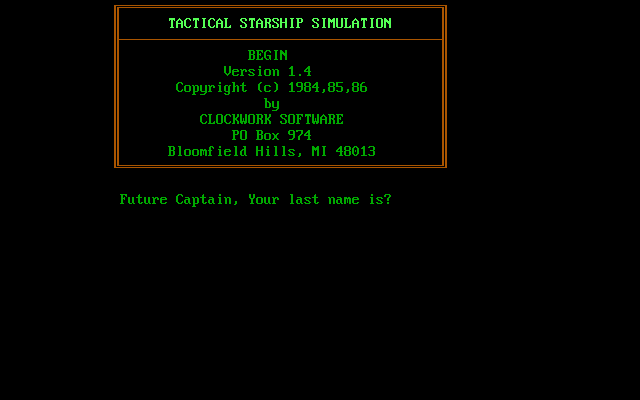 TACTICAL STARSHIP SIMULATION
BEGIN
Version 1.4
Copyright (c) 1984,85,86
by
CLOCKWORK SOFTWARE
PO Box 974
Bloomfield Hills, MI 48013
Future Captain, Your last name is?